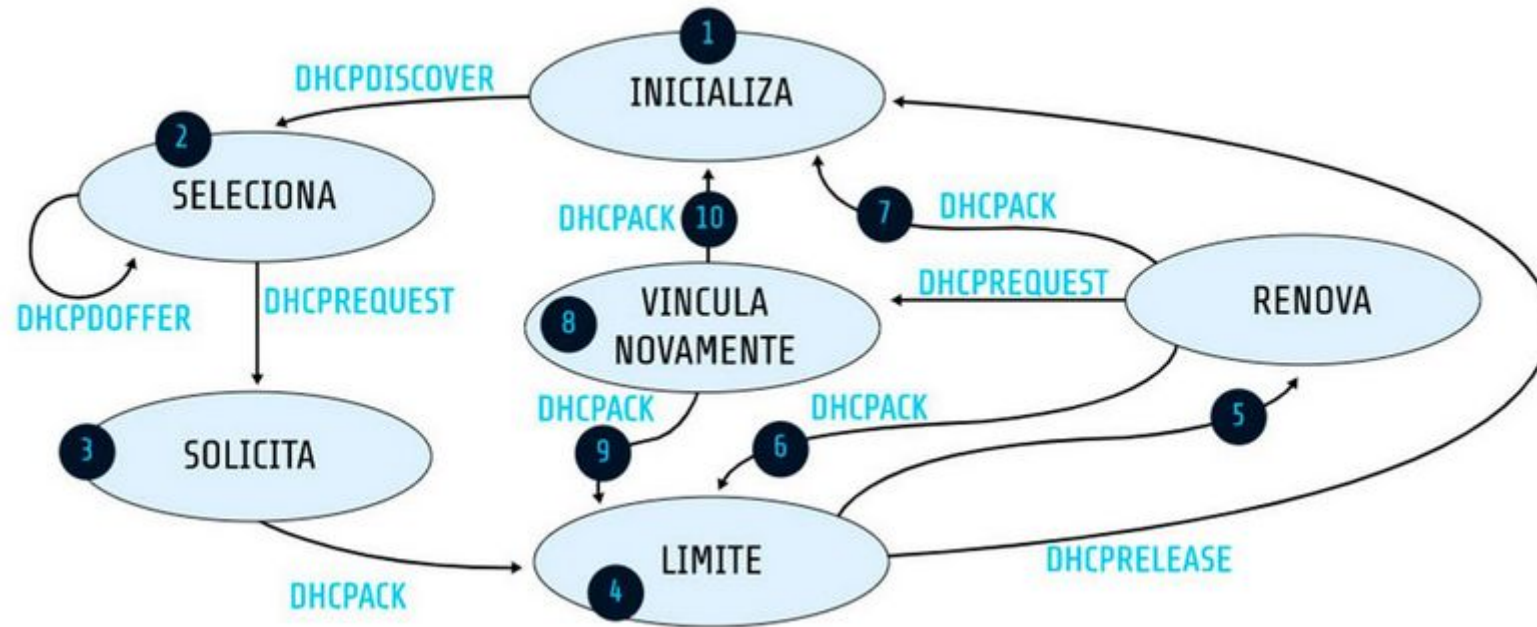 1
INICIALIZA
DHCPDISCOVER
2
SELECIONA
DHCPDOFFER
DHCPREQUEST
3
SOLICITA
DHCPACK
DHCPACK
10
7
DHCPACK
8
VINCULA
NOVAMENTE
DHCPREQUEST
RENOVA
DHCPACK
9
DHCPACK
6
5
4
LIMITE
DHCPRELEASE